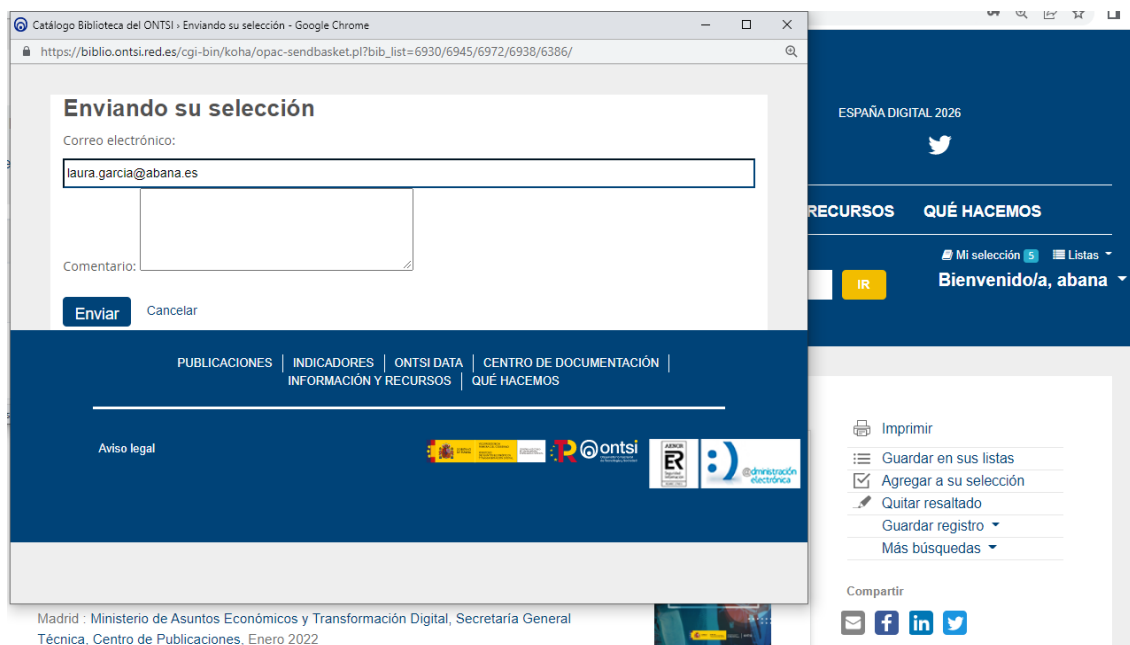 Catálogo Biblioteca del ONTSI › Enviando su selección - Google Chrome
https://biblio.ontsi.red.es/cgi-bin/koha/opac-sendbasket.pl?bib_list=6930/6945/6972/6938/6386/
Enviando su selección
Correo electrónico:
laura.garcia@abana.es
Comentario:
Enviar Cancelar
PUBLICACIONES INDICADORES ONTSI DATA CENTRO DE DOCUMENTACIÓN
INFORMACIÓN Y RECURSOS QUÉ HACEMOS
Aviso legal
ontsi
ER
@dministración
electrónica
ESPAÑA DIGITAL 2026
RECURSOS QUÉ HACEMOS
Mi selección 5 Listas
IR
Bienvenido/a, abana
Imprimir
Guardar en sus listas
Agregar a su selección
Quitar resaltado
Guardar registro
Más búsquedas
Compartir
Madrid : Ministerio de Asuntos Económicos y Transformación Digital, Secretaría General
Técnica, Centro de Publicaciones, Enero 2022